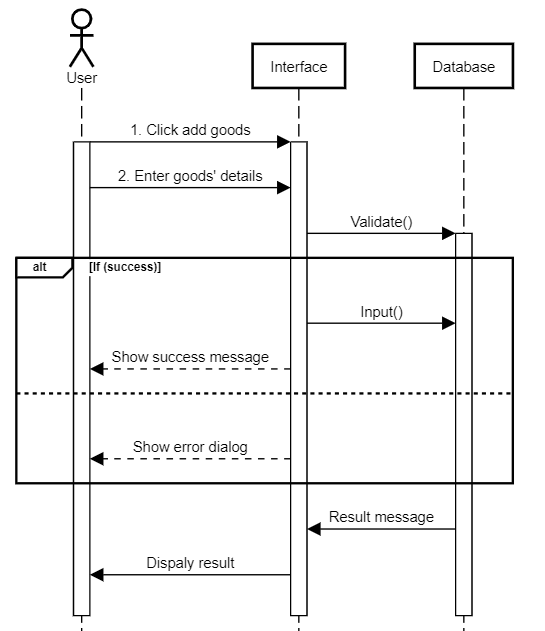 User
Interface
Database
1. Click add goods
2. Enter goods' details
Validate()
alt
[If (success)]
Input()
Show success message
Show error dialog
Result message
Dispaly result